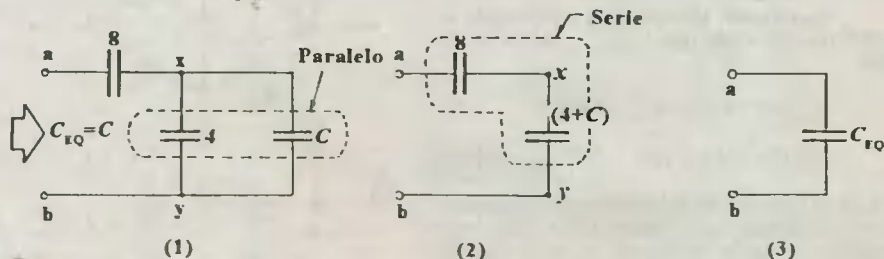 Serie
8
8
a
x
Paralelo
a
x
a
(4+C)
C_EQ=C
4
C
C_EQ
b
y
b
y
b
(1)
(2)
(3)